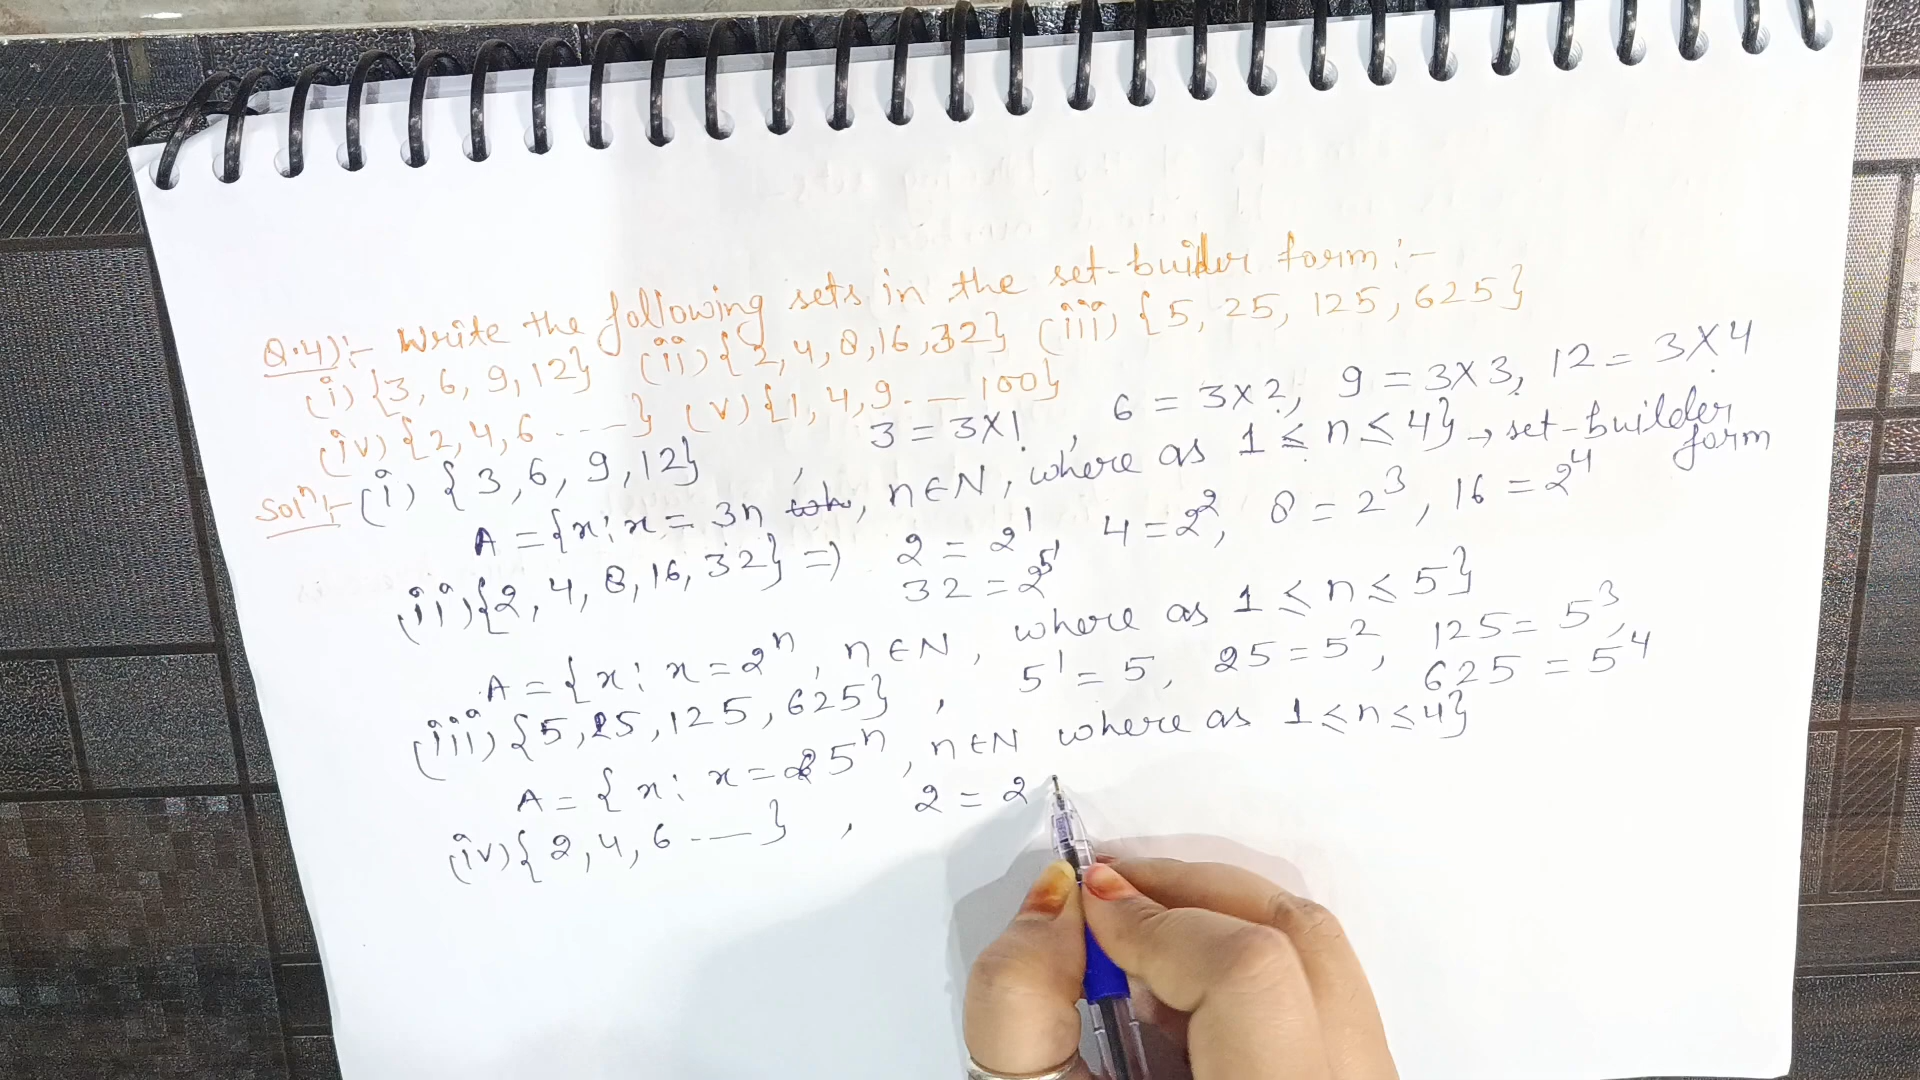 Q.4):- Write the following sets in the set-builder form:-
(i) {3, 6, 9, 12} (ii) {2, 4, 8, 16, 32} (iii) {5, 25, 125, 625}
(iv) {2, 4, 6 ----} (v) {1, 4, 9.-- 100}
Solⁿ:- (i) {3, 6, 9, 12} , 3 = 3×1 , 6 = 3×2, 9 = 3×3, 12 = 3×4
A = {x: x = 3n , n∈N, where as 1 ≤ n ≤ 4} → set-builder form
(ii) {2, 4, 8, 16, 32} => 2 = 2¹, 4 = 2², 8 = 2³, 16 = 2⁴
32 = 2⁵
A = {x: x = 2ⁿ, n∈N, where as 1 ≤ n ≤ 5}
(iii) {5, 25, 125, 625} , 5¹ = 5, 25 = 5², 125 = 5³,
625 = 5⁴
A = {x: x = 5ⁿ, n∈N where as 1 ≤ n ≤ 4}
(iv) {2, 4, 6 ---} , 2 = 2